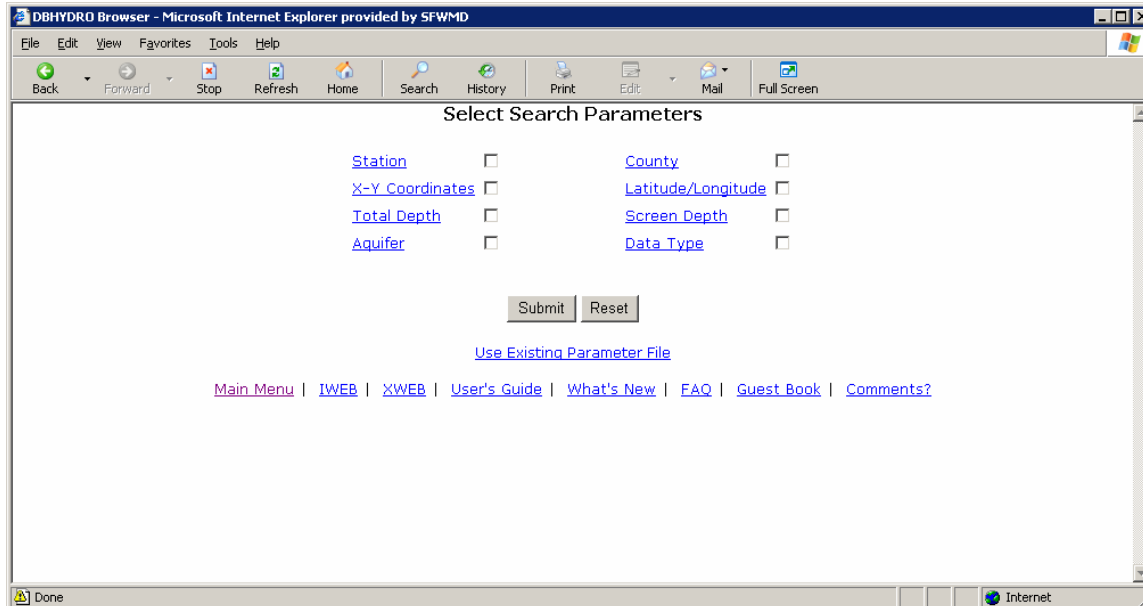 DBHYDRO Browser - Microsoft Internet Explorer provided by SFWMD
File Edit View Favorites Tools Help
Back Forward Stop Refresh Home Search History Print Edit Mail Full Screen
Select Search Parameters
Station County
X-Y Coordinates Latitude/Longitude
Total Depth Screen Depth
Aquifer Data Type
Submit Reset
Use Existing Parameter File
Main Menu | IWEB | XWEB | User's Guide | What's New | FAQ | Guest Book | Comments?
Done Internet